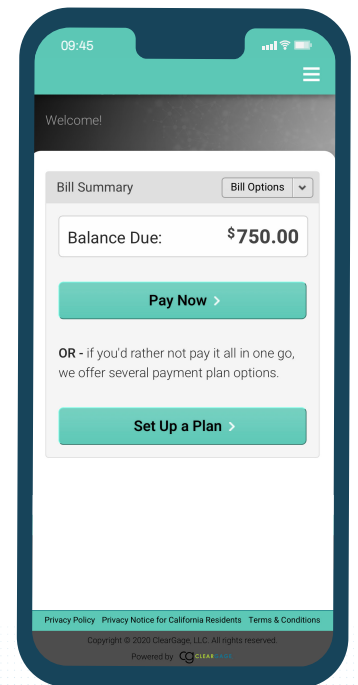 09:45
Welcome!
Bill Summary
Bill Options
Balance Due:
$750.00
Pay Now
OR - if you'd rather not pay it all in one go,
we offer several payment plan options.
Set Up a Plan
Privacy Policy Privacy Notice for California Residents Terms & Conditions
Copyright © 2020 ClearGage, LLC. All rights reserved.
Powered by CG CLEARGAGE